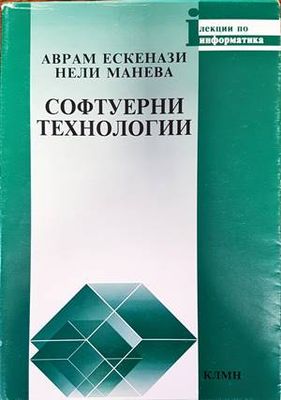 лекции по
информатика
АВРАМ ЕСКЕНАЗИ
НЕЛИ МАНЕВА
СОФТУЕРНИ
ТЕХНОЛОГИИ
КЛМН